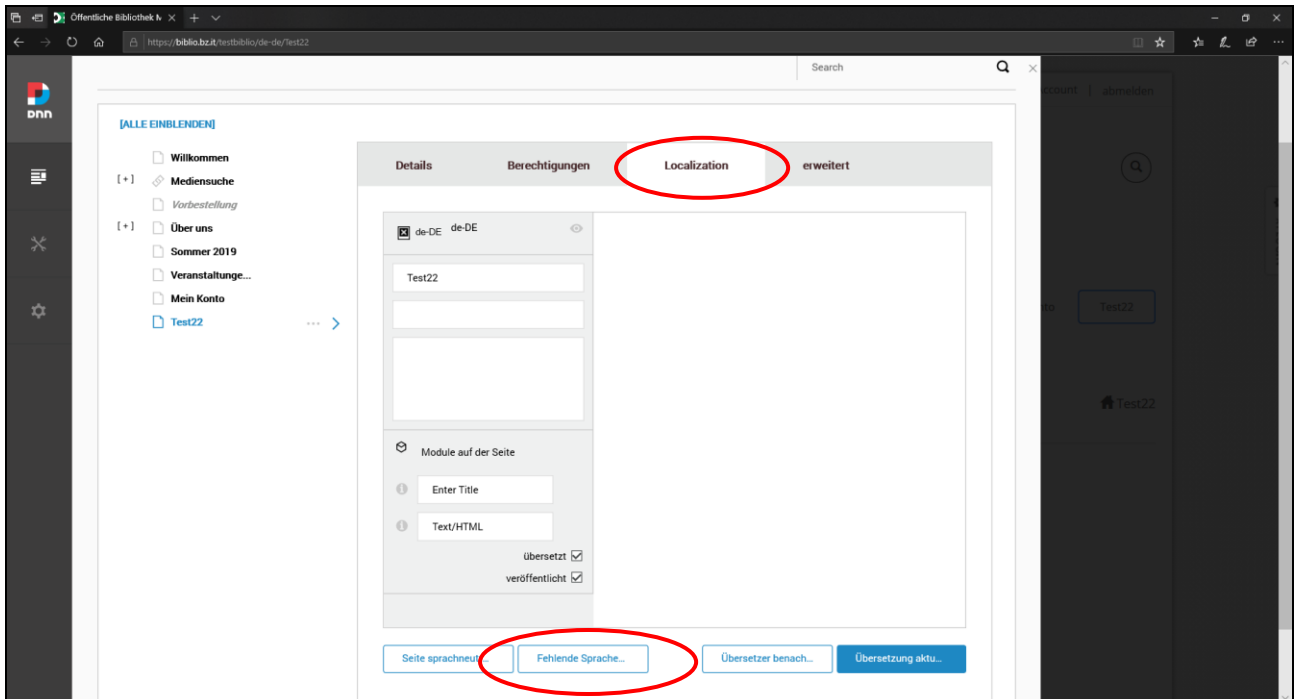 Öffentliche Bibliothek M
https://biblio.bz.it/testbiblio/de-de/Test22
Search
account | abmelden
DNN
[ALLE EINBLENDEN]
Willkommen
[+] Mediensuche
Vorbestellung
[+] Über uns
Sommer 2019
Veranstaltunge...
Mein Konto
Test22
Details Berechtigungen Localization erweitert
de-DE de-DE
Test22
Module auf der Seite
Enter Title
Text/HTML
übersetzt
veröffentlicht
Seite sprachneut... Fehlende Sprache... Übersetzer benach... Übersetzung aktu...
Test22
Test22